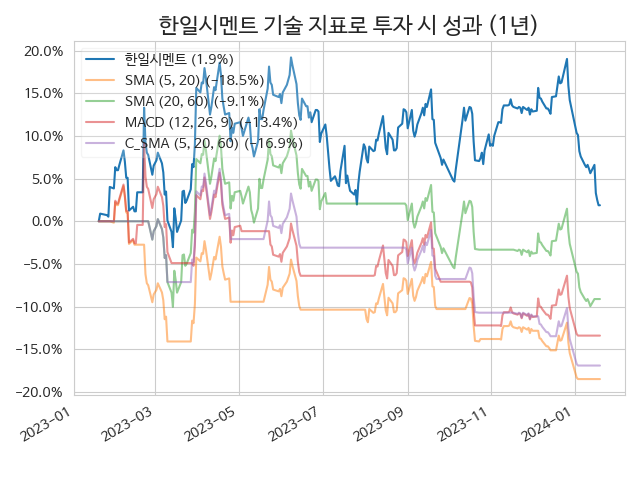 한일시멘트 기술 지표로 투자 시 성과 (1년)
20.0%
15.0%
10.0%
5.0%
0.0%
−5.0%
−10.0%
−15.0%
−20.0%
한일시멘트 (1.9%)
SMA (5, 20) (−18.5%)
SMA (20, 60) (−9.1%)
MACD (12, 26, 9) (−13.4%)
C_SMA (5, 20, 60) (−16.9%)
2023-01
2023-03
2023-05
2023-07
2023-09
2023-11
2024-01